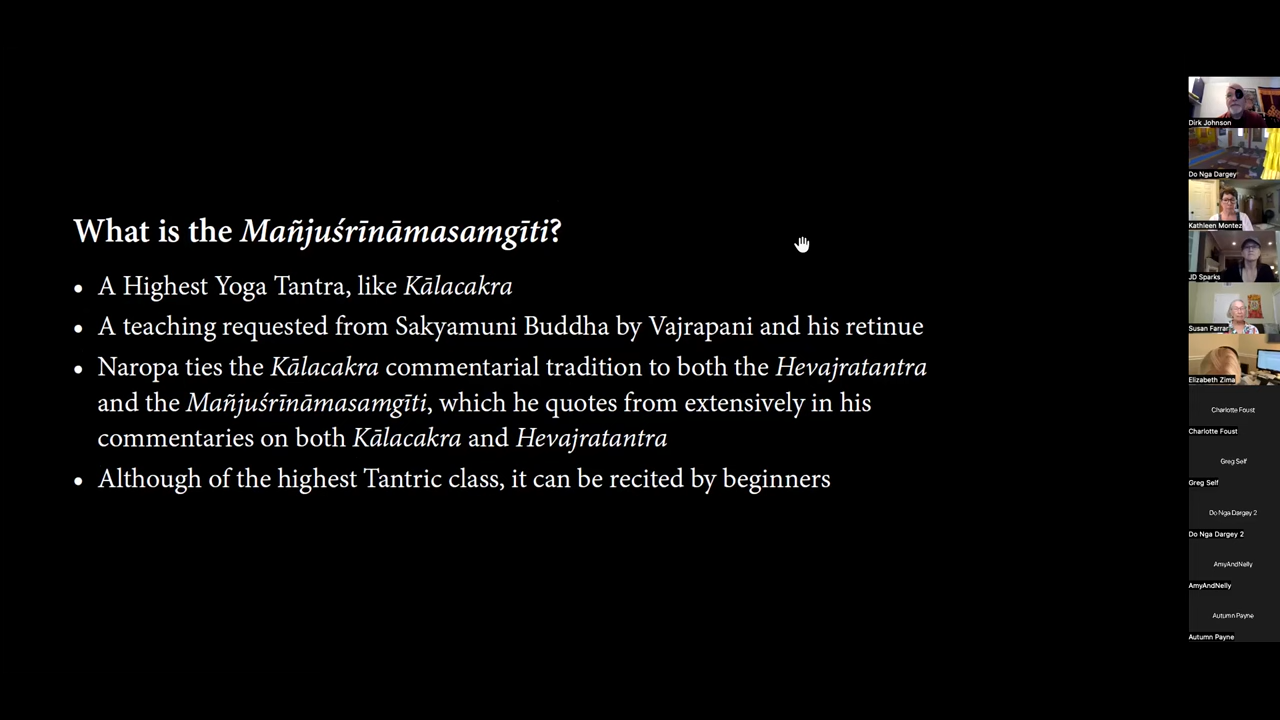 What is the Mañjuśrīnāmasamgīti?
• A Highest Yoga Tantra, like Kālacakra
• A teaching requested from Sakyamuni Buddha by Vajrapani and his retinue
• Naropa ties the Kālacakra commentarial tradition to both the Hevajratantra
and the Mañjuśrīnāmasamgīti, which he quotes from extensively in his
commentaries on both Kālacakra and Hevajratantra
• Although of the highest Tantric class, it can be recited by beginners
Dirk Johnson
Do Nga Dargey
Kathleen Montez
JD Sparks
Susan Farrar
Elizabeth Zima
Charlotte Foust
Charlotte Foust
Greg Self
Greg Self
Do Nga Dargey 2
Do Nga Dargey 2
AmyAndNelly
AmyAndNelly
Autumn Payne
Autumn Payne